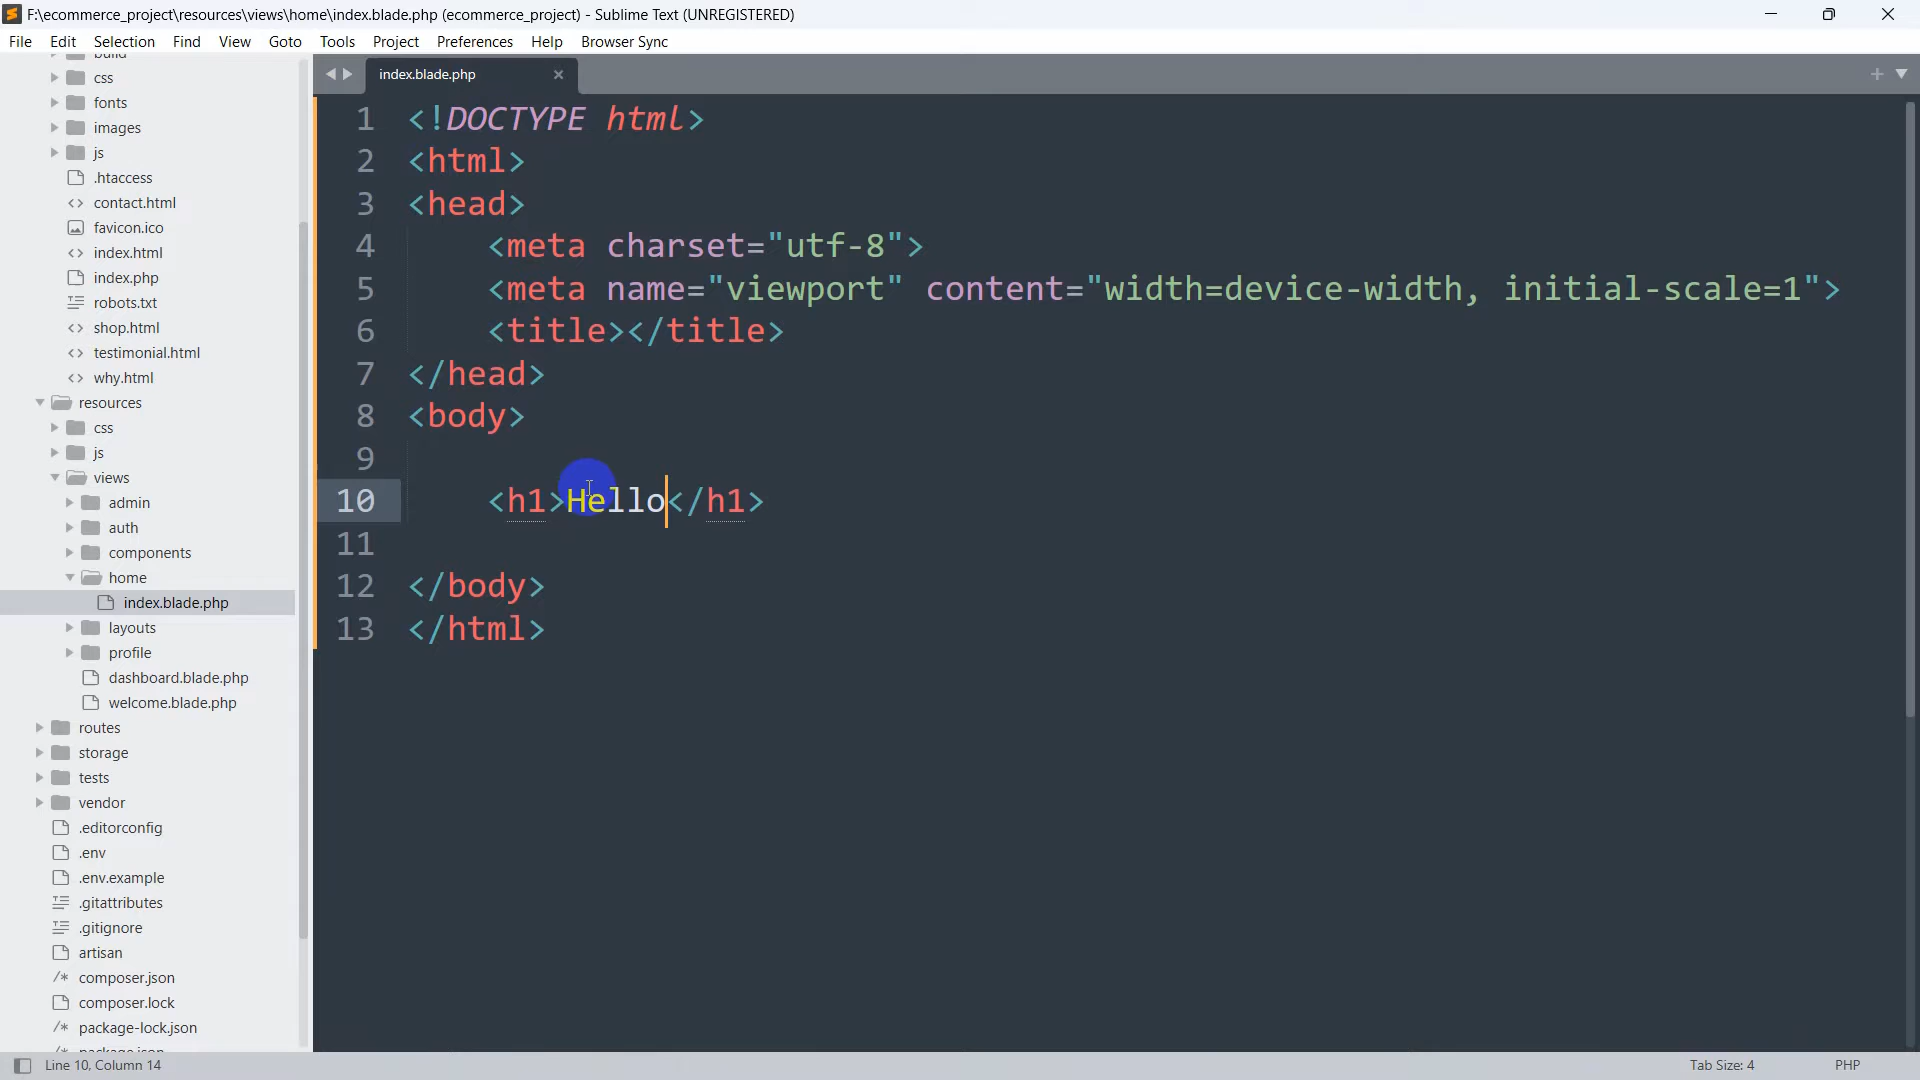 F:\ecommerce_project\resources\views\home\index.blade.php (ecommerce_project) - Sublime Text (UNREGISTERED)
File Edit Selection Find View Goto Tools Project Preferences Help Browser Sync
build
css
fonts
images
js
.htaccess
contact.html
favicon.ico
index.html
index.php
robots.txt
shop.html
testimonial.html
why.html
resources
css
js
views
admin
auth
components
home
index.blade.php
layouts
profile
dashboard.blade.php
welcome.blade.php
routes
storage
tests
vendor
.editorconfig
.env
.env.example
.gitattributes
.gitignore
artisan
composer.json
composer.lock
package-lock.json
package.json
index.blade.php
1 <!DOCTYPE html>
2 <html>
3 <head>
4 <meta charset="utf-8">
5 <meta name="viewport" content="width=device-width, initial-scale=1">
6 <title></title>
7 </head>
8 <body>
9
10 <h1>Hello</h1>
11
12 </body>
13 </html>
Line 10, Column 14
Tab Size: 4 PHP